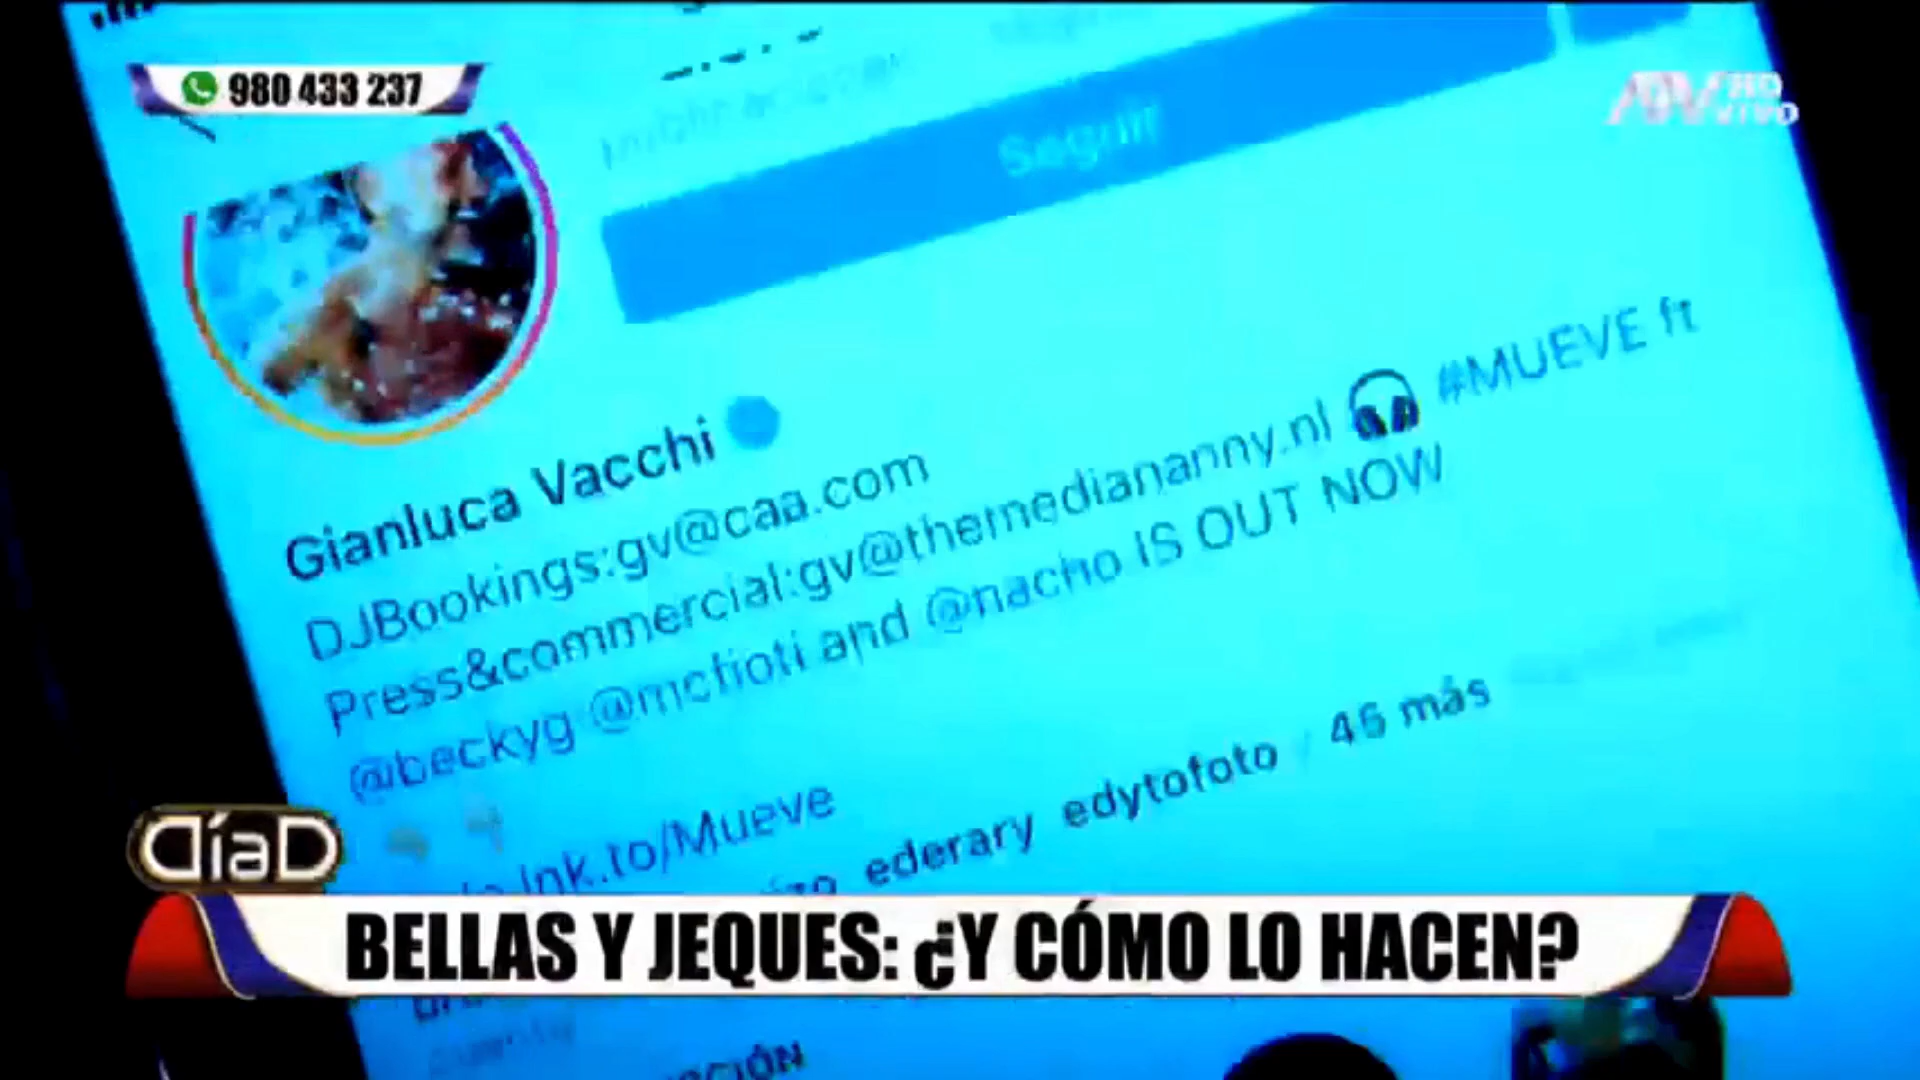 980 433 237
ATV HD
VIVO
Seguir
Gianluca Vacchi
DJBookings:gv@caa.com
Press&commercial:gv@themediananny.nl 🎧 #MUEVE ft
@beckyg @mcfioti and @nacho IS OUT NOW
lnk.to/Mueve
ederary edytofoto 46 más
DíaD
BELLAS Y JEQUES: ¿Y CÓMO LO HACEN?